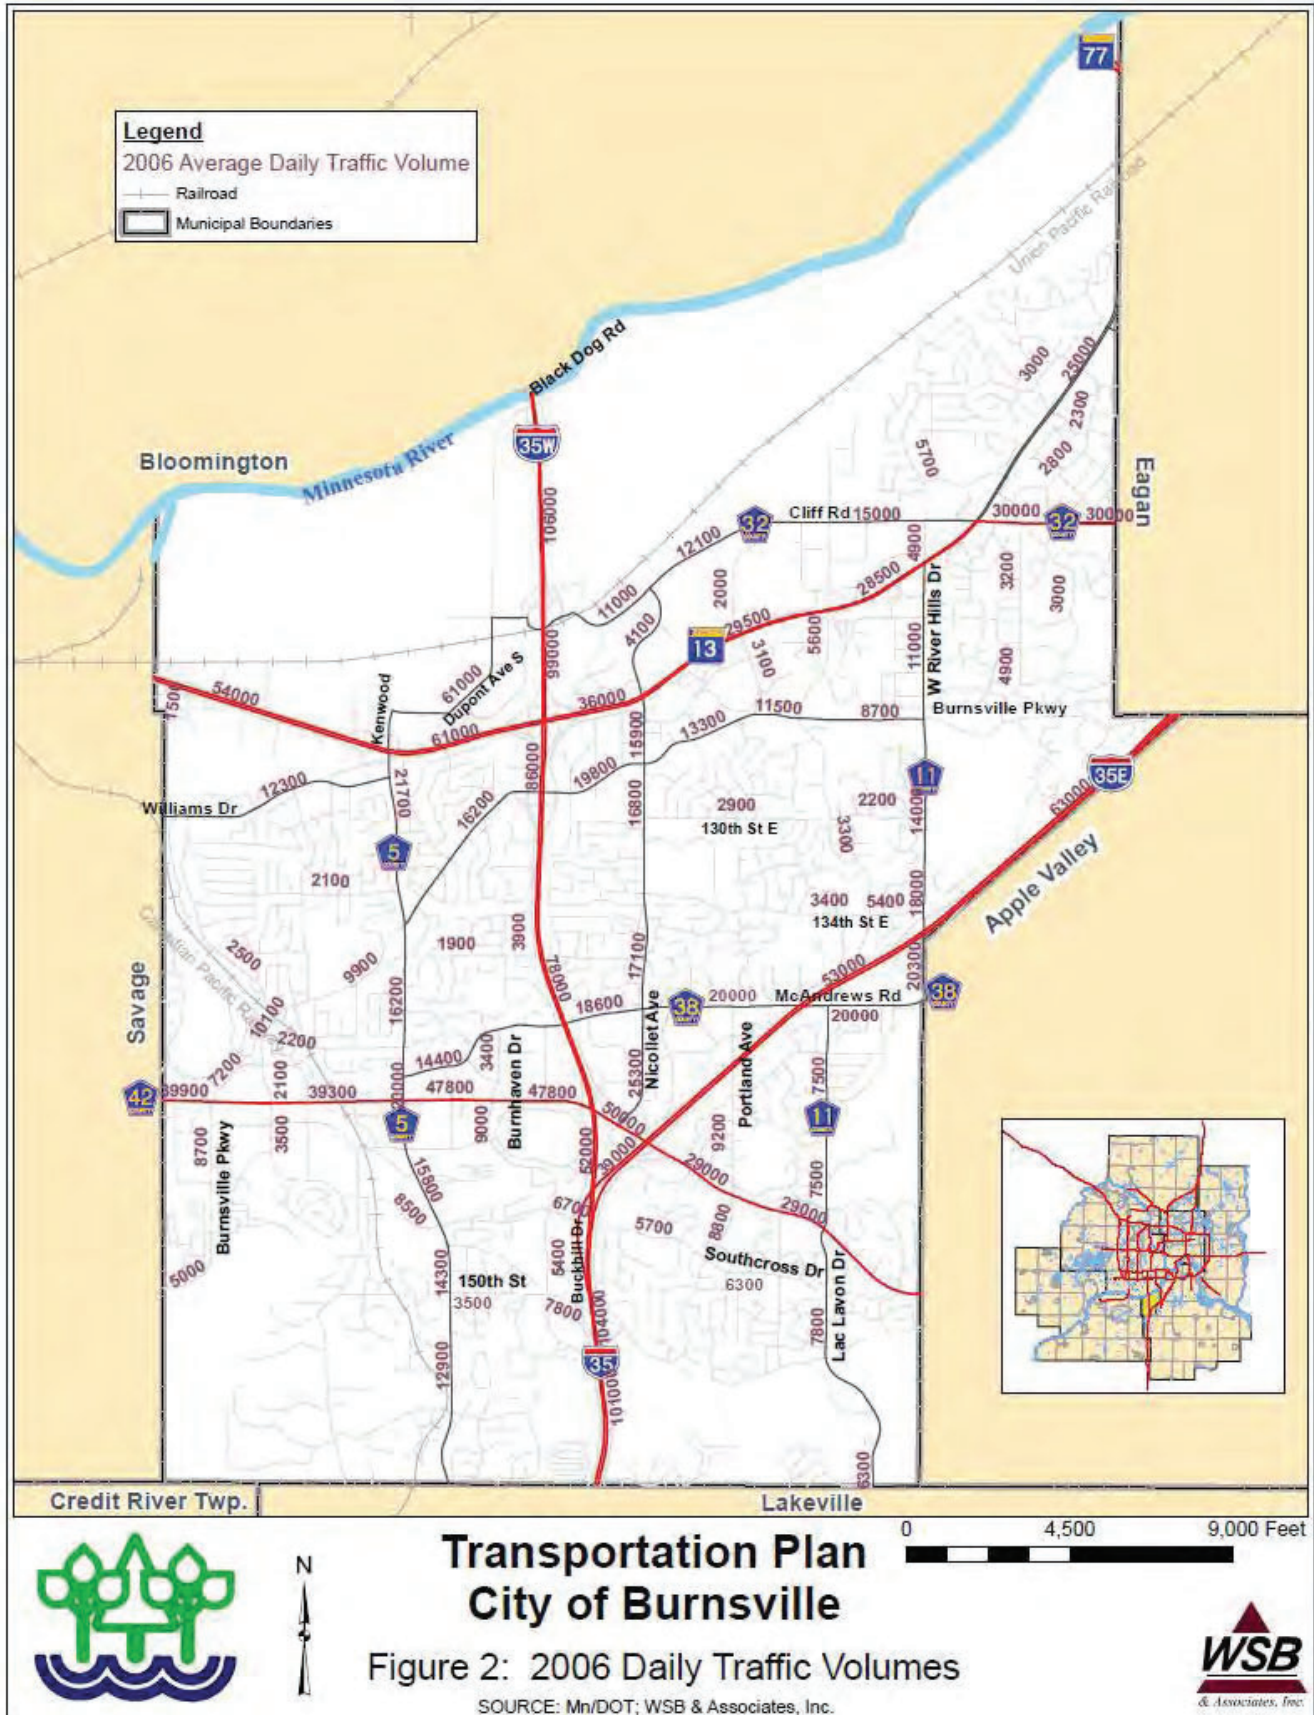 77
Legend
2006 Average Daily Traffic Volume
Railroad
Municipal Boundaries
Union Pacific Railroad
Black Dog Rd
3000
25000
2300
35W
Bloomington
Minnesota River
5700
2800
Eagan
106000
32
Cliff Rd
15000
30000
32
30000
12100
4900
28500
3200
3000
2000
11000
29500
4100
13
5600
3100
11000
W River Hills Dr
4900
99000
61000
Dupont Ave S
54000
1500
36000
Kenwood
61000
15900
13300
11500
8700
Burnsville Pkwy
86000
19800
11
35E
63000
12300
21700
Williams Dr
16200
16800
2900
130th St E
2200
14000
3300
5
2100
3400
5400
18000
134th St E
Apple Valley
2500
9900
1900
3900
17100
78000
53000
20300
Savage
16200
18600
38
20000
McAndrews Rd
20000
38
10100
2200
Nicollet Ave
7200
2100
14400
3400
Burnhaven Dr
25300
Portland Ave
7500
42
39900
39300
20000
47800
47800
50000
5
11
8700
Burnsville Pkwy
3500
9000
52000
39000
9200
29000
15800
8500
7500
6700
5700
8800
29000
5000
14300
150th St
3500
5400
Buckhill Dr
7800
Southcross Dr
6300
Lac Lavon Dr
7800
104000
12900
35
101000
6300
Credit River Twp.
Lakeville
0 4,500 9,000 Feet
N
Transportation Plan
City of Burnsville
Figure 2: 2006 Daily Traffic Volumes
SOURCE: Mn/DOT; WSB & Associates, Inc.
WSB
& Associates, Inc.